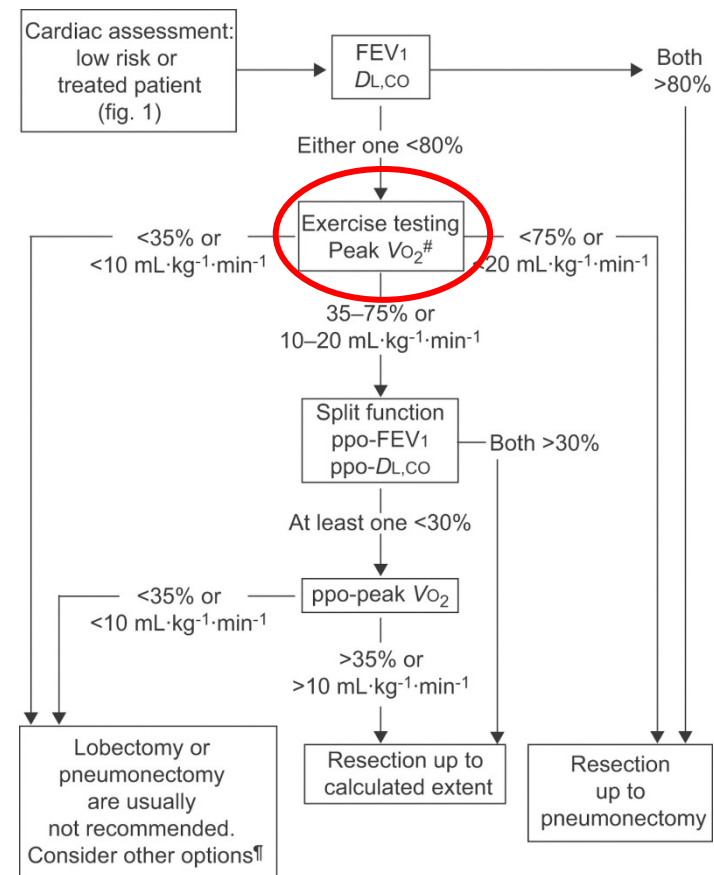 Cardiac assessment:
low risk or
treated patient
(fig. 1)
FEV1
DL,CO
Both
>80%
Either one <80%
Exercise testing
Peak VO2#
<35% or
<10 mL·kg-1·min-1
<75% or
<20 mL·kg-1·min-1
35–75% or
10–20 mL·kg-1·min-1
Split function
ppo-FEV1
ppo-DL,CO
Both >30%
At least one <30%
ppo-peak VO2
<35% or
<10 mL·kg-1·min-1
>35% or
>10 mL·kg-1·min-1
Lobectomy or
pneumonectomy
are usually
not recommended.
Consider other options¶
Resection up to
calculated extent
Resection
up to
pneumonectomy